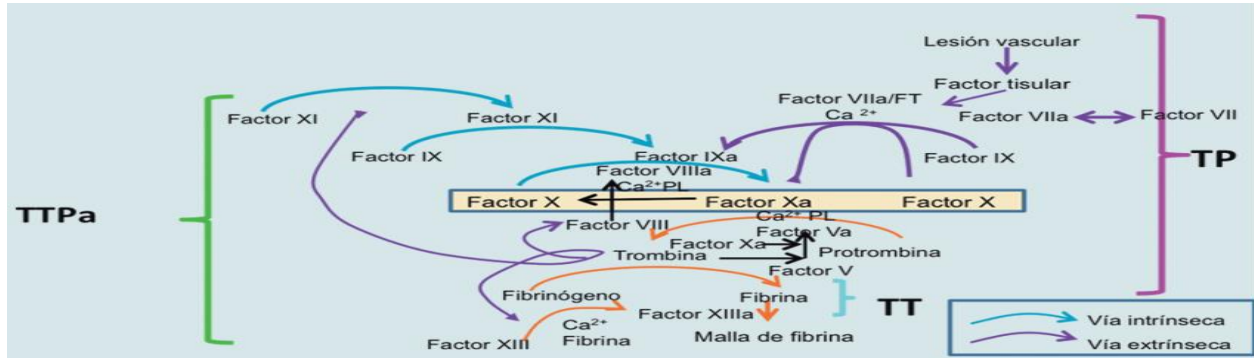 Lesión vascular
Factor tisular
Factor VIIa/FT
Ca 2+
Factor VIIa
Factor VII
Factor XI
Factor XI
Factor IX
Factor IXa
Factor IX
TP
Factor VIIIa
Ca2+PL
Factor X
Factor Xa
Factor X
TTPa
Ca2+ PL
Factor VIII
Factor Va
Factor Xa
Trombina
Protrombina
Factor V
Fibrinógeno
Fibrina
TT
Factor XIIIa
Ca2+
Fibrina
Malla de fibrina
Factor XIII
Vía intrínseca
Vía extrínseca